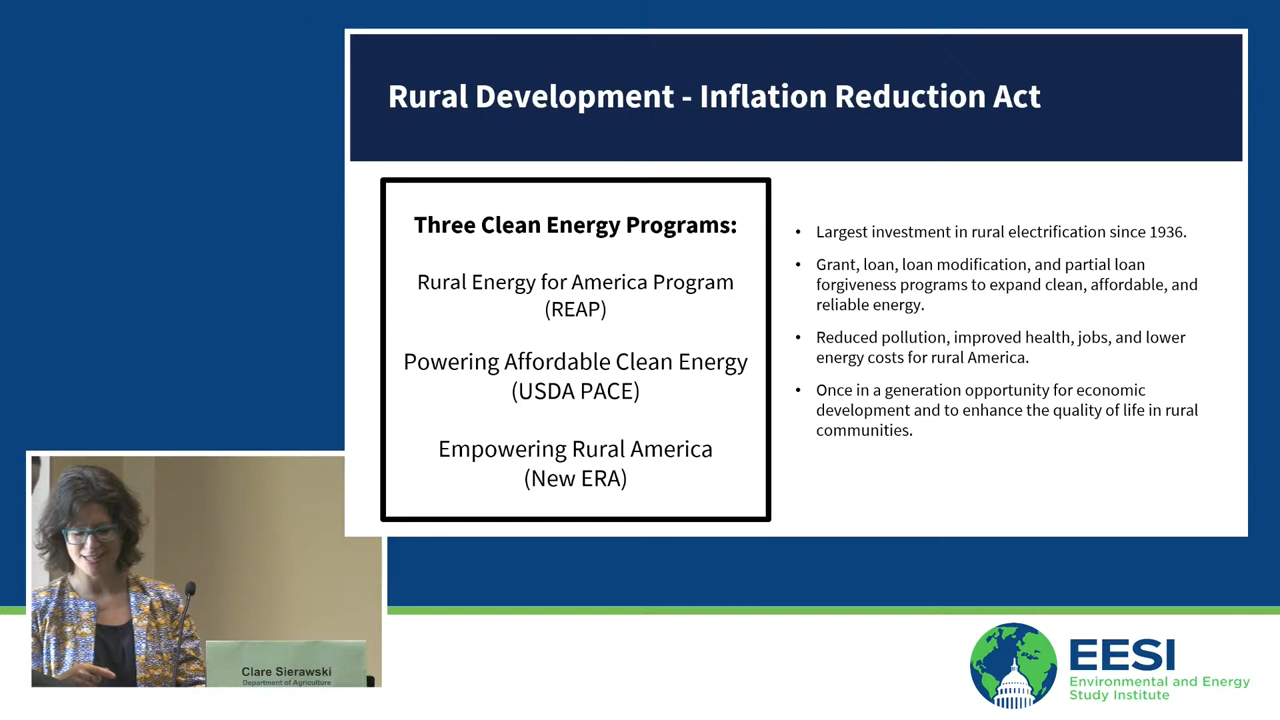 Rural Development - Inflation Reduction Act
Three Clean Energy Programs:
Rural Energy for America Program
(REAP)
Powering Affordable Clean Energy
(USDA PACE)
Empowering Rural America
(New ERA)
• Largest investment in rural electrification since 1936.
• Grant, loan, loan modification, and partial loan
forgiveness programs to expand clean, affordable, and
reliable energy.
• Reduced pollution, improved health, jobs, and lower
energy costs for rural America.
• Once in a generation opportunity for economic
development and to enhance the quality of life in rural
communities.
Clare Sierawski
Department of Agriculture
EESI
Environmental and Energy
Study Institute